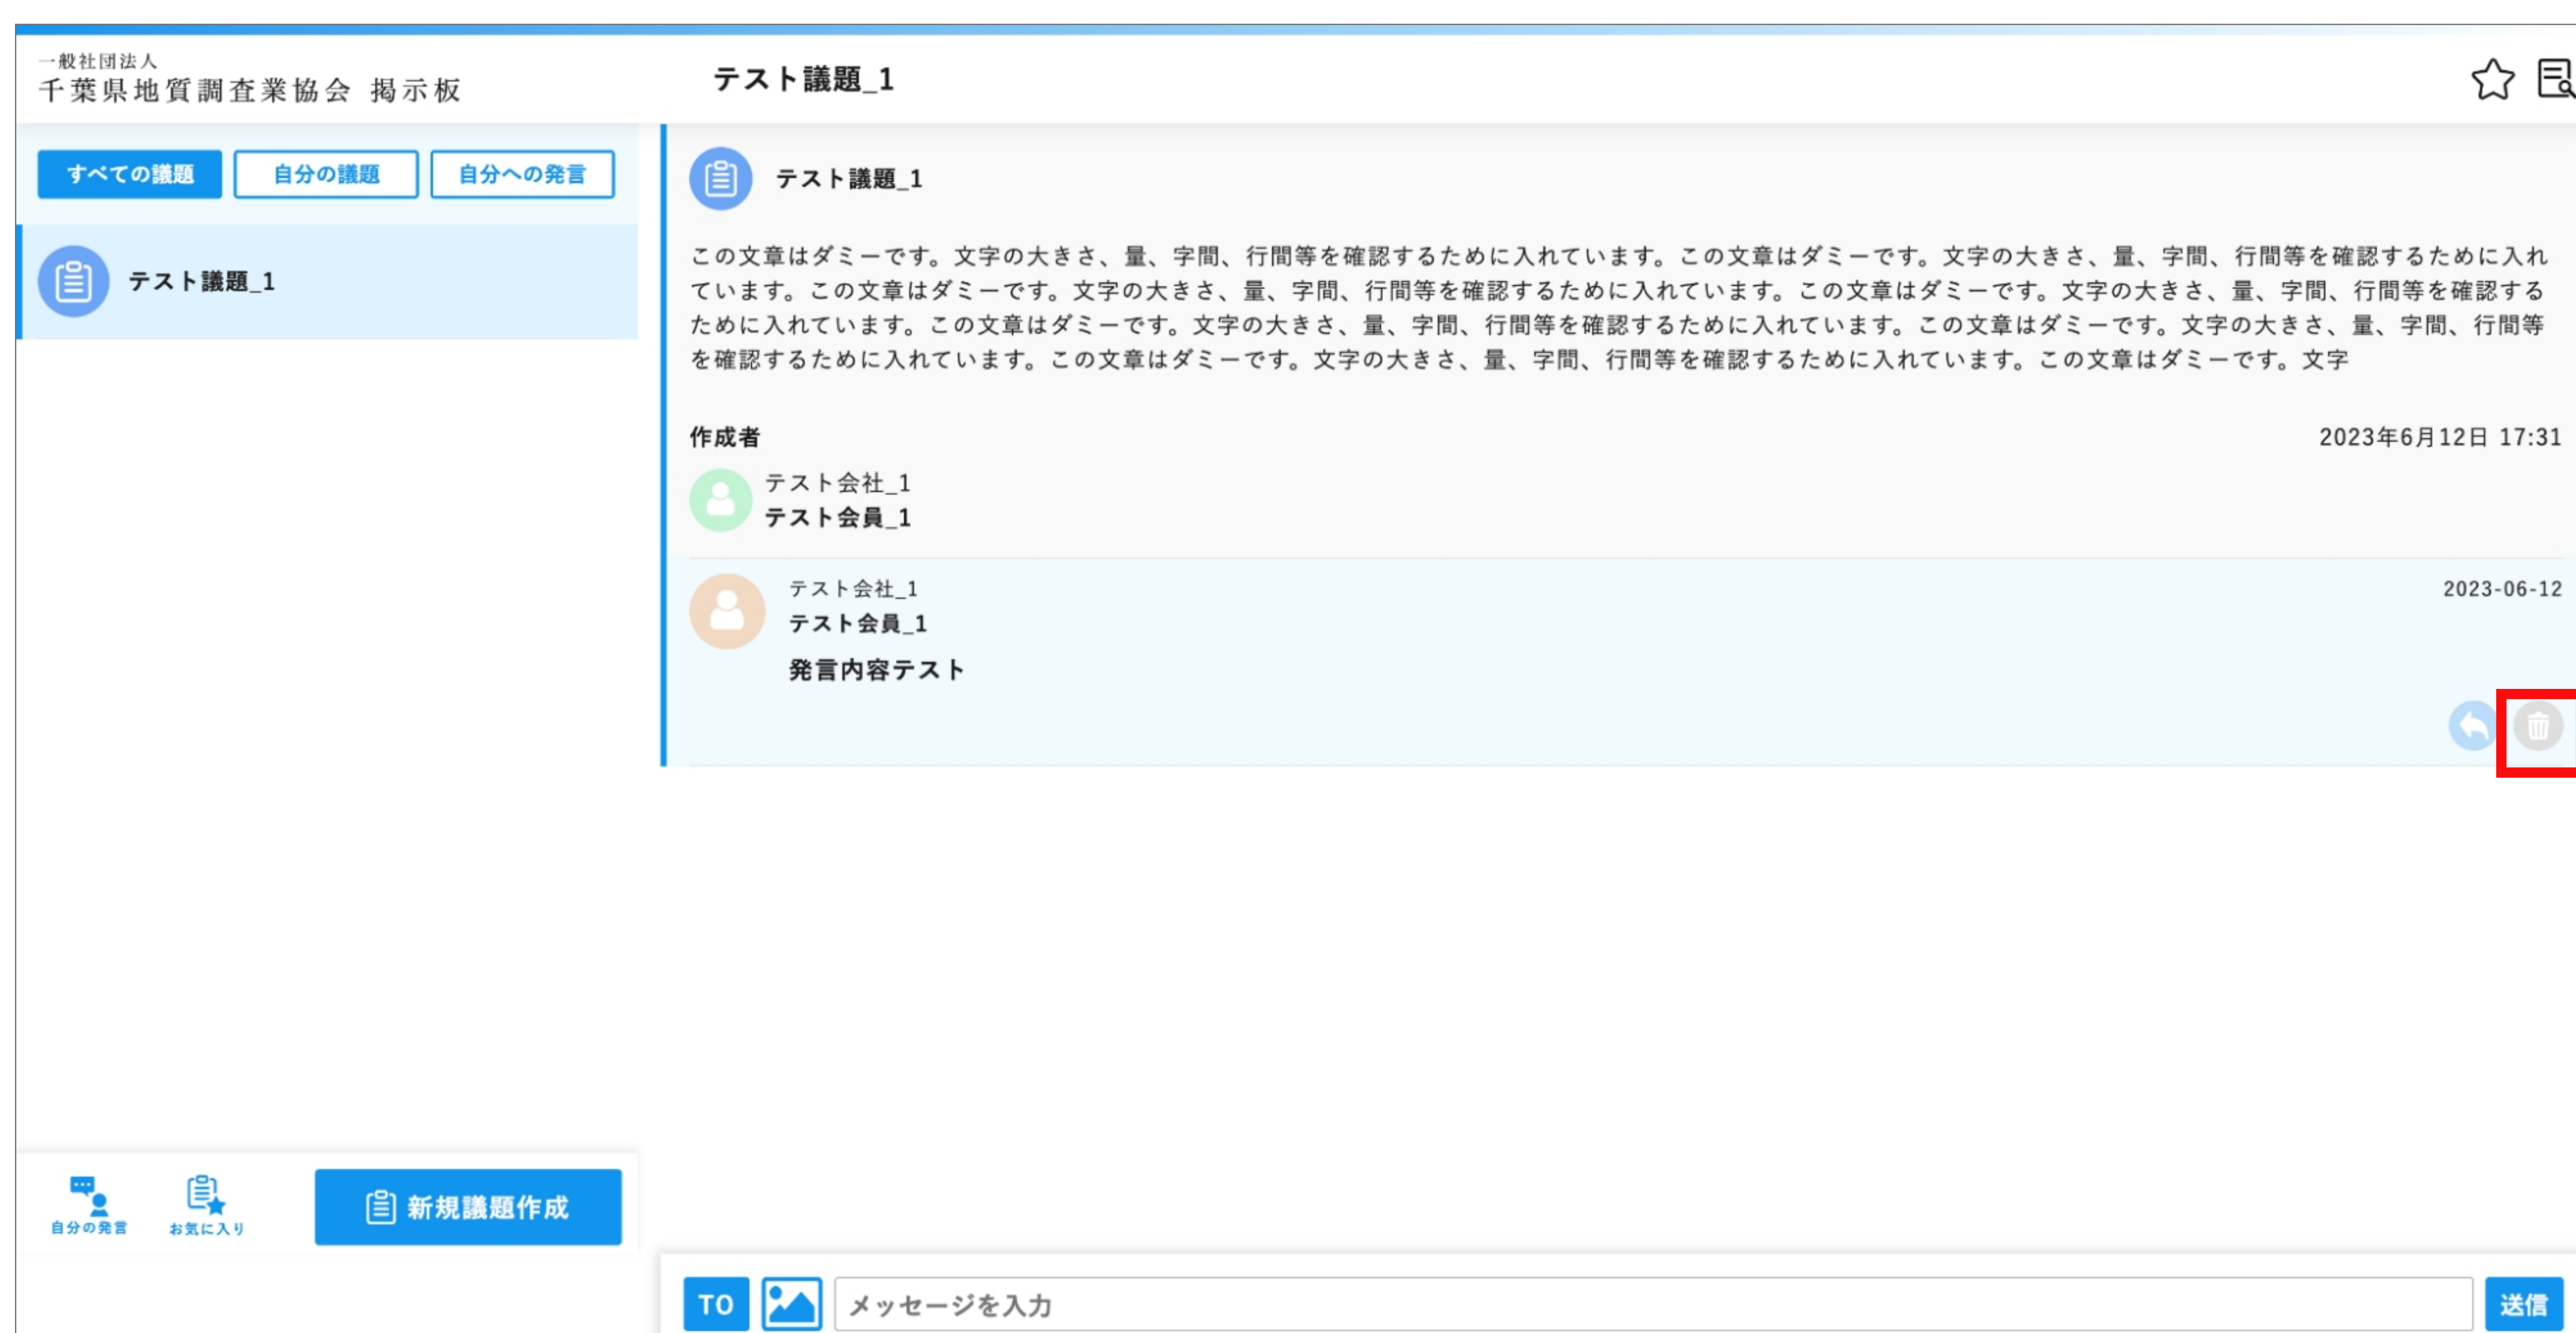 一般社団法人
千葉県地質調査業協会 掲示板
テスト議題_1
すべての議題
自分の議題
自分への発言
テスト議題_1
テスト議題_1
この文章はダミーです。文字の大きさ、量、字間、行間等を確認するために入れています。この文章はダミーです。文字の大きさ、量、字間、行間等を確認するために入れ
ています。この文章はダミーです。文字の大きさ、量、字間、行間等を確認するために入れています。この文章はダミーです。文字の大きさ、量、字間、行間等を確認する
ために入れています。この文章はダミーです。文字の大きさ、量、字間、行間等を確認するために入れています。この文章はダミーです。文字の大きさ、量、字間、行間等
を確認するために入れています。この文章はダミーです。文字の大きさ、量、字間、行間等を確認するために入れています。この文章はダミーです。文字
作成者
2023年6月12日 17:31
テスト会社_1
テスト会員_1
テスト会社_1
2023-06-12
テスト会員_1
発言内容テスト
自分の発言
お気に入り
新規議題作成
TO
メッセージを入力
送信